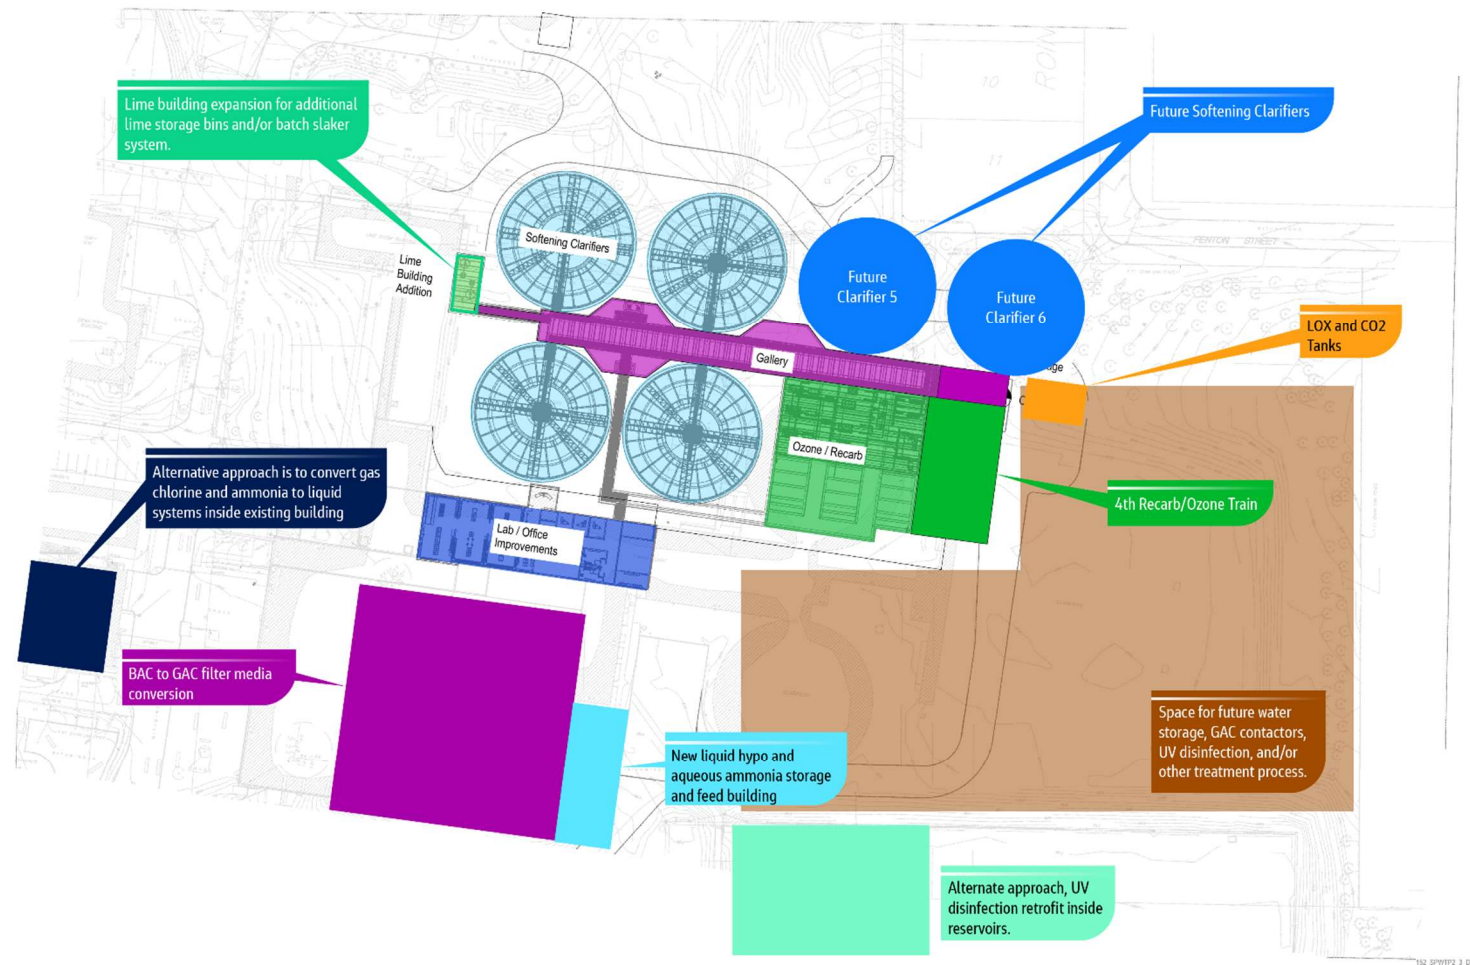 Lime building expansion for additional
lime storage bins and/or batch slaker
system.
Future Softening Clarifiers
10
11
FENTON STREET
Softening Clarifiers
Lime
Building
Addition
Future
Clarifier 5
Future
Clarifier 6
LOX and CO2
Tanks
Gallery
Ozone / Recarb
Alternative approach is to convert gas
chlorine and ammonia to liquid
systems inside existing building
4th Recarb/Ozone Train
Lab / Office
Improvements
BAC to GAC filter media
conversion
Space for future water
storage, GAC contactors,
UV disinfection, and/or
other treatment process.
New liquid hypo and
aqueous ammonia storage
and feed building
Alternate approach, UV
disinfection retrofit inside
reservoirs.